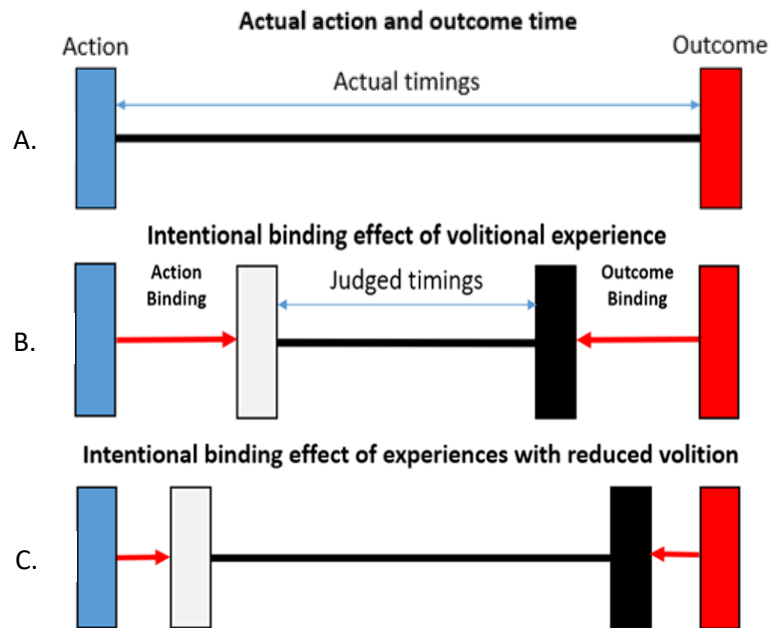 Actual action and outcome time
Action
Outcome
Actual timings
A.
Intentional binding effect of volitional experience
Action
Binding
Judged timings
Outcome
Binding
B.
Intentional binding effect of experiences with reduced volition
C.